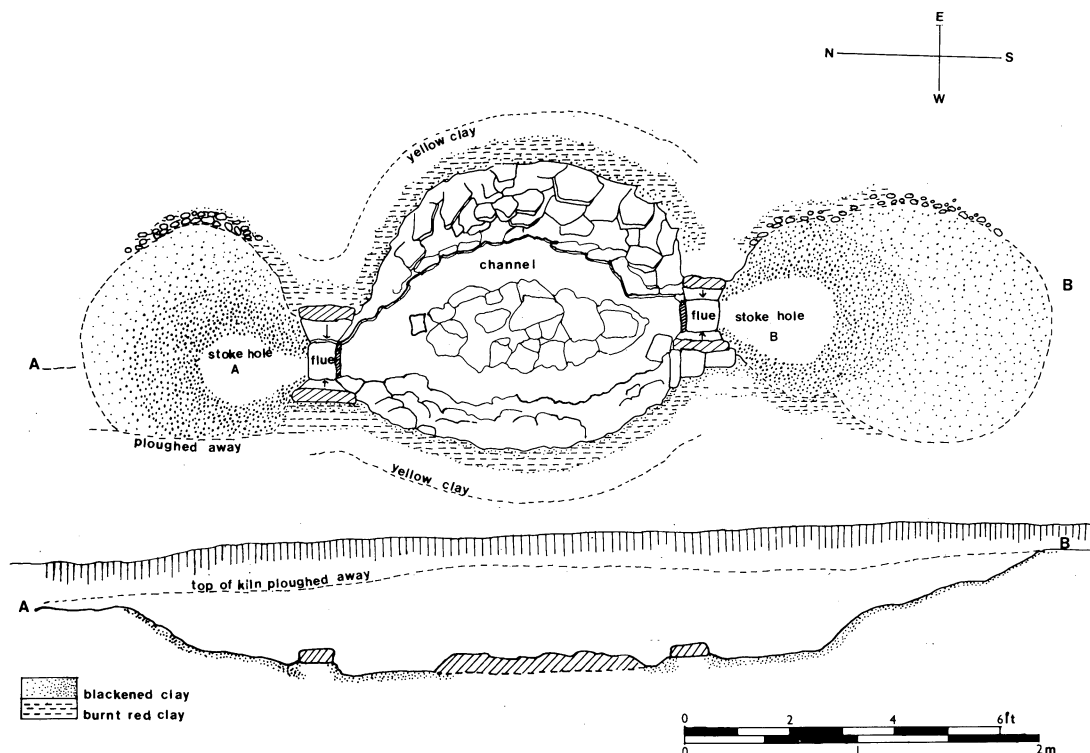 E
N
S
W
yellow clay
channel
B
flue
flue
stoke hole
B
stoke hole
A
A
ploughed away
yellow clay
B
top of kiln ploughed away
A
blackened clay
burnt red clay
0 2 4 6ft
0 1 2m